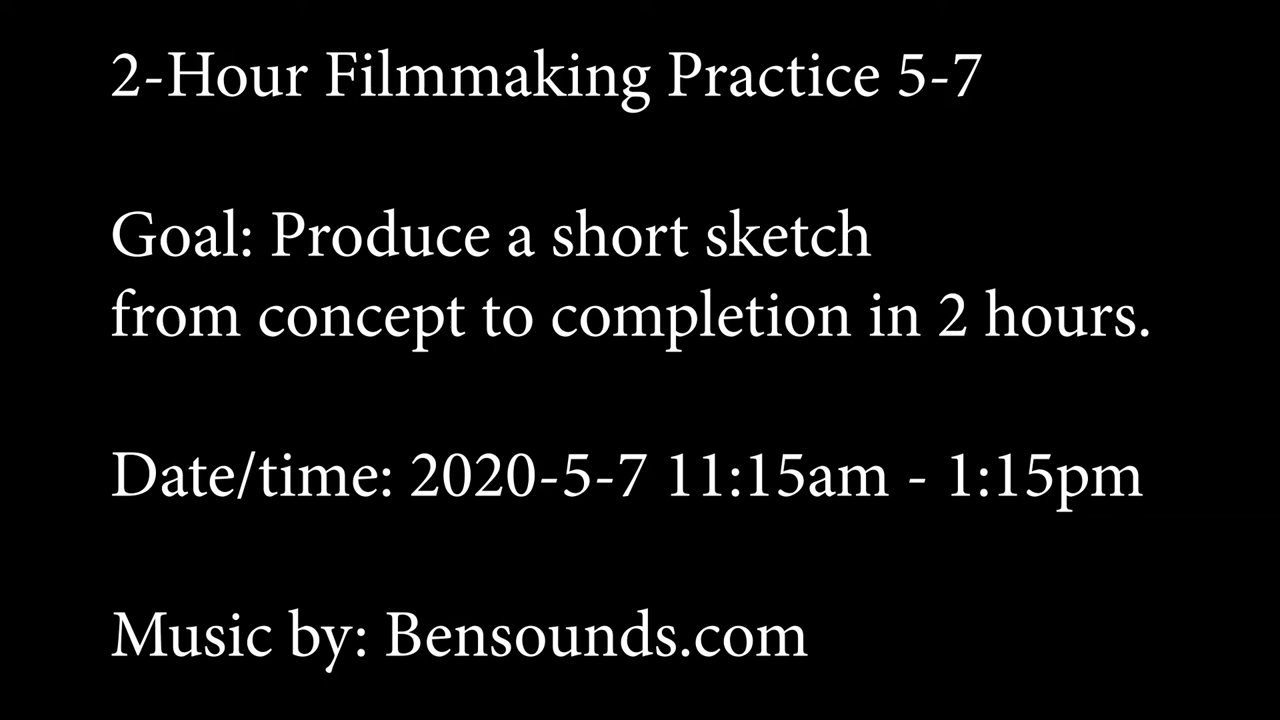 2-Hour Filmmaking Practice 5-7
Goal: Produce a short sketch
from concept to completion in 2 hours.
Date/time: 2020-5-7 11:15am - 1:15pm
Music by: Bensounds.com